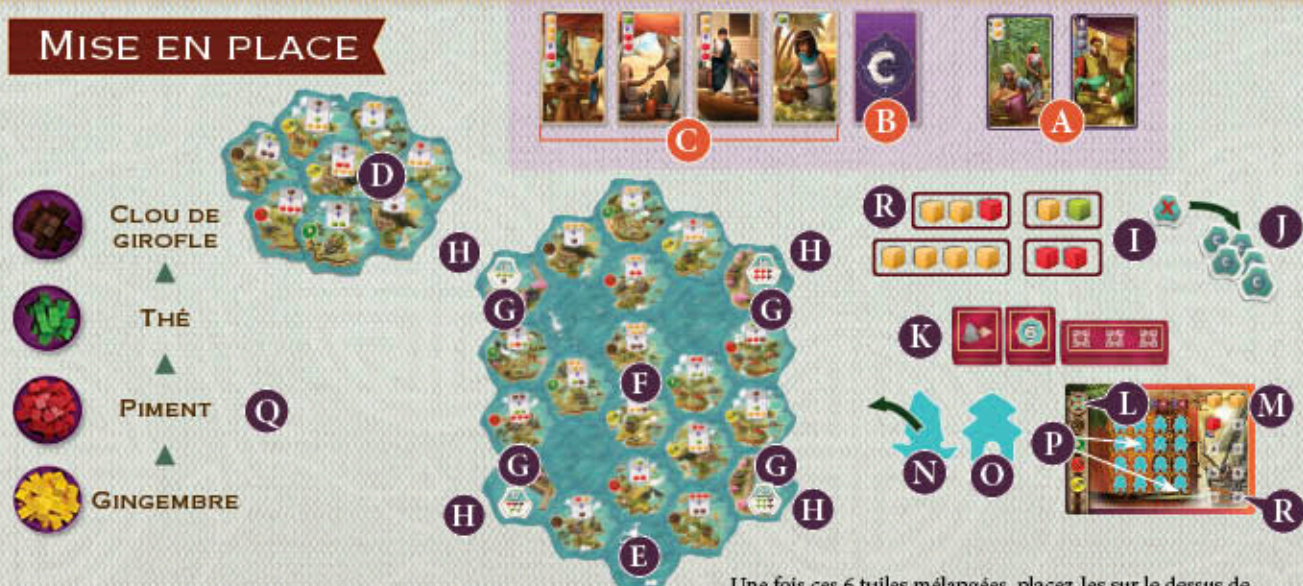 MISE EN PLACE
C
B
A
D
CLOU DE
GIROFLE
THÉ
PIMENT
Q
GINGEMBRE
H
H
G
G
F
G
G
H
H
E
R
I
J
K
6
L
M
P
N
O
R
Une fois ces 6 tuiles mélangées, placez-les sur le dessus de